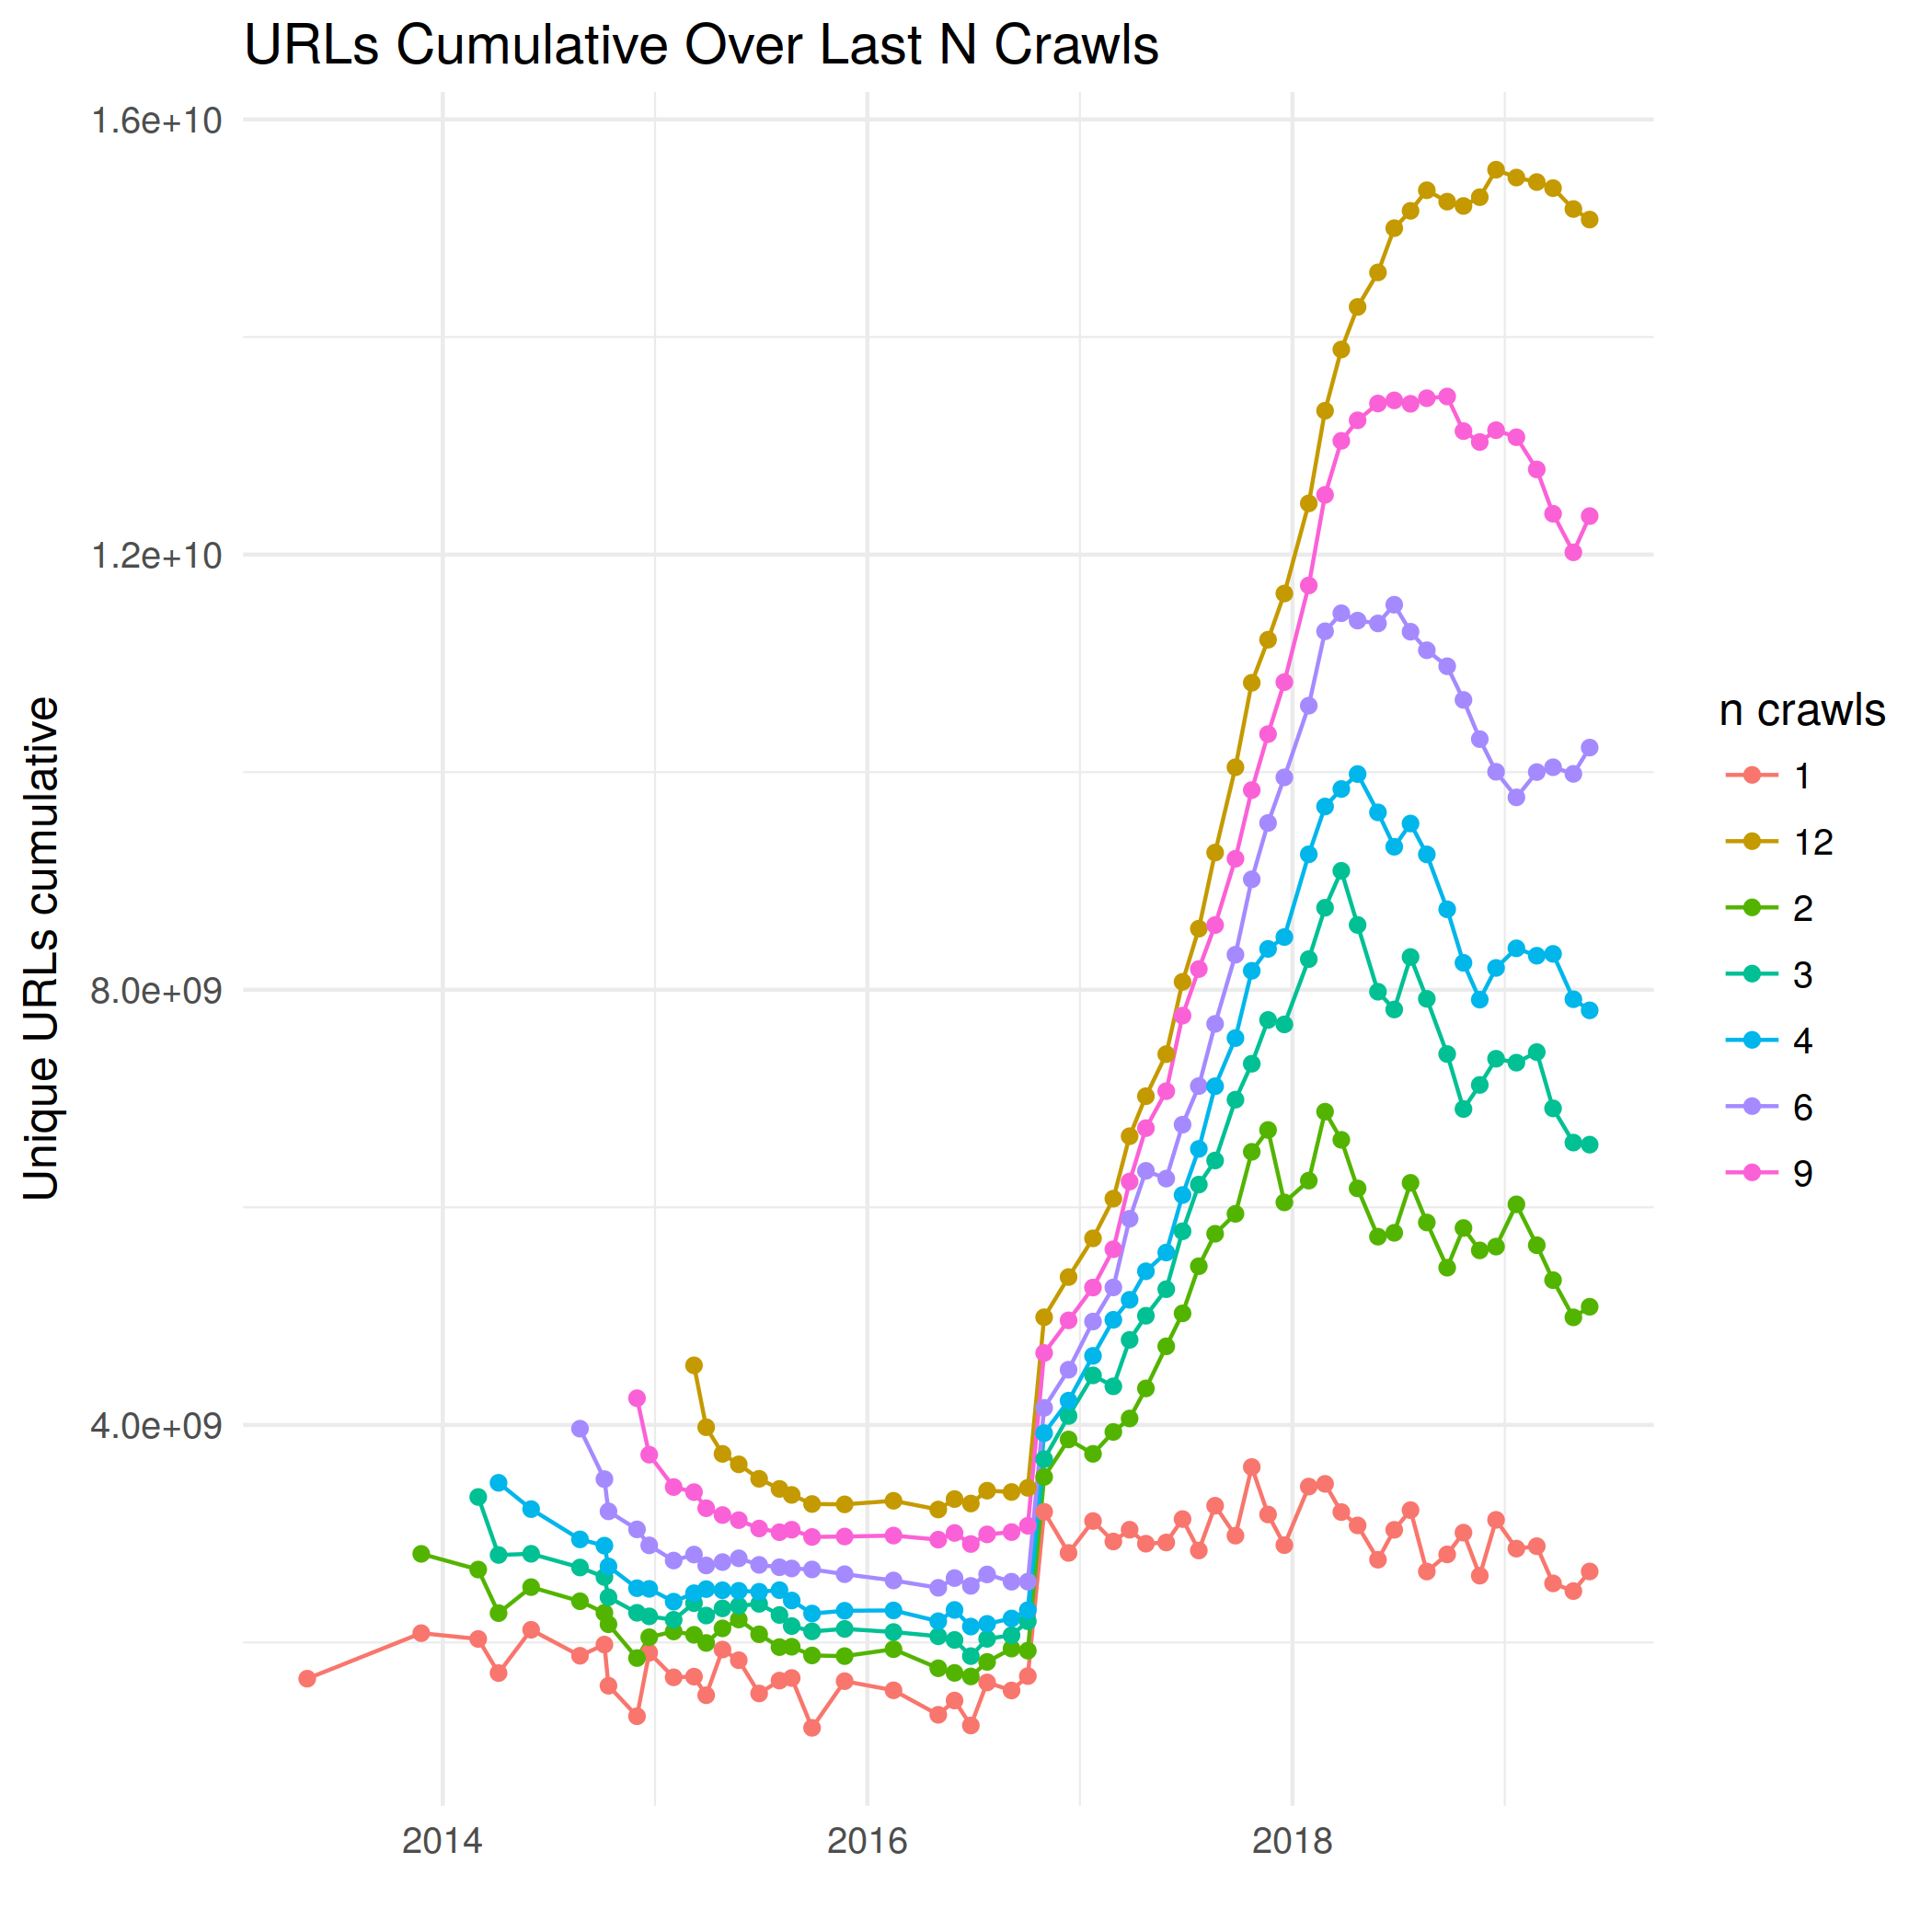 URLs Cumulative Over Last N Crawls
1.6e+10
1.2e+10
8.0e+09
4.0e+09
Unique URLs cumulative
2014
2016
2018
n crawls
1
12
2
3
4
6
9